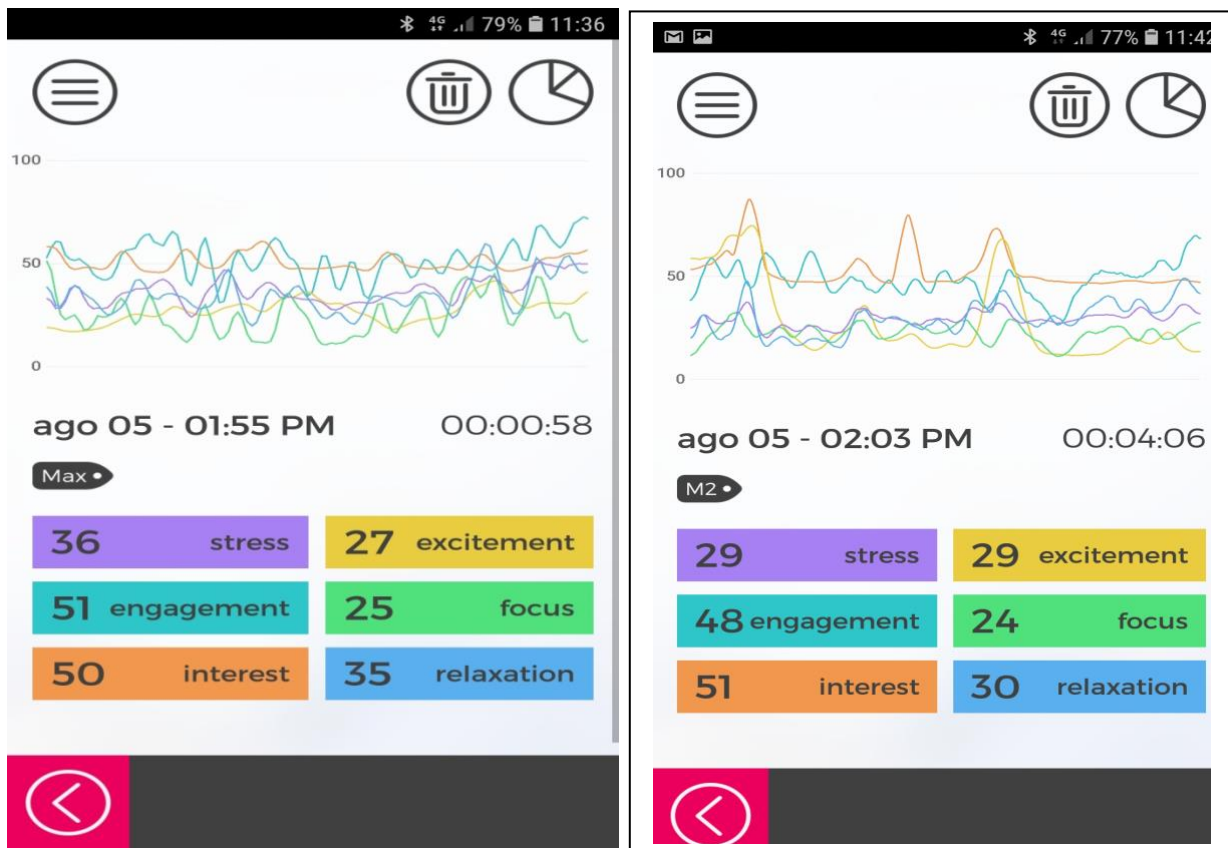 4G 79% 11:36
100
50
0
ago 05 - 01:55 PM 00:00:58
Max
36 stress 27 excitement
51 engagement 25 focus
50 interest 35 relaxation
4G 77% 11:42
100
50
0
ago 05 - 02:03 PM 00:04:06
M2
29 stress 29 excitement
48 engagement 24 focus
51 interest 30 relaxation